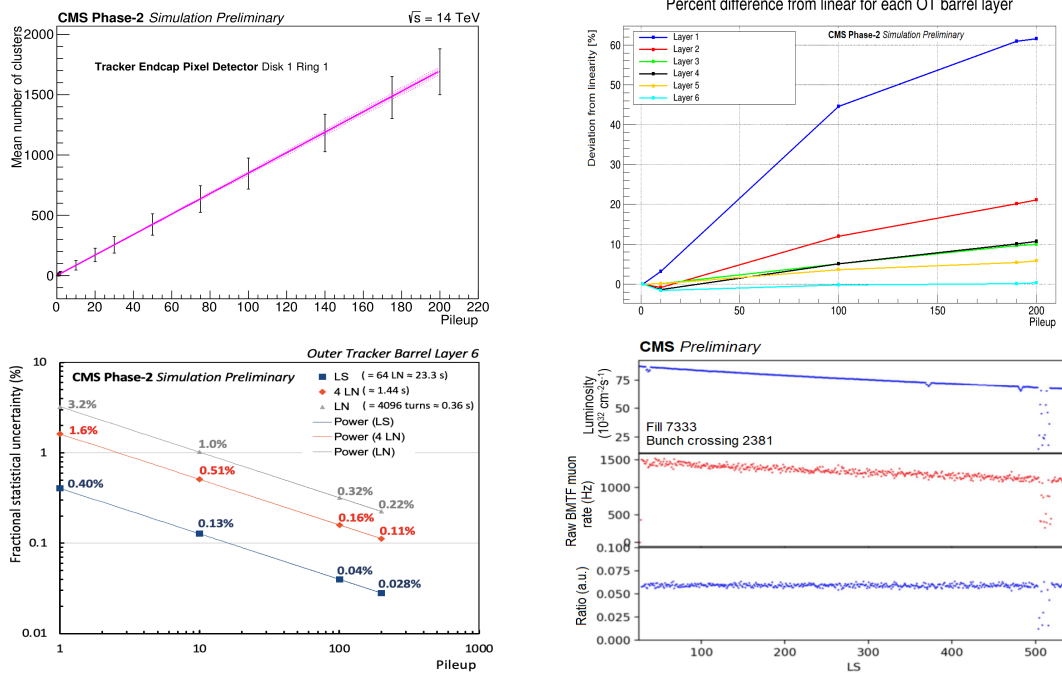 CMS Phase-2 Simulation Preliminary
√s = 14 TeV
Tracker Endcap Pixel Detector Disk 1 Ring 1
Mean number of clusters
2000
1500
1000
500
0
0 20 40 60 80 100 120 140 160 180 200 220
Pileup
Percent difference from linear for each OT barrel layer
CMS Phase-2 Simulation Preliminary
Layer 1
Layer 2
Layer 3
Layer 4
Layer 5
Layer 6
Deviation from linearity [%]
60
50
40
30
20
10
0
0 50 100 150 200
Pileup
Outer Tracker Barrel Layer 6
CMS Phase-2 Simulation Preliminary
LS ( = 64 LN ≈ 23.3 s)
4 LN ( ≈ 1.44 s)
LN ( = 4096 turns ≈ 0.36 s)
Power (LS)
Power (4 LN)
Power (LN)
Fractional statistical uncertainty (%)
10
1
0.1
0.01
3.2%
1.0%
0.32%
0.22%
1.6%
0.51%
0.16%
0.11%
0.40%
0.13%
0.04%
0.028%
1 10 100 1000
Pileup
CMS Preliminary
Luminosity
(10³² cm⁻²s⁻¹)
75
50
25
Fill 7333
Bunch crossing 2381
Raw BMTF muon
rate (Hz)
1500
1000
500
0
Ratio (a.u.)
0.100
0.075
0.050
0.025
0.000
100 200 300 400 500
LS